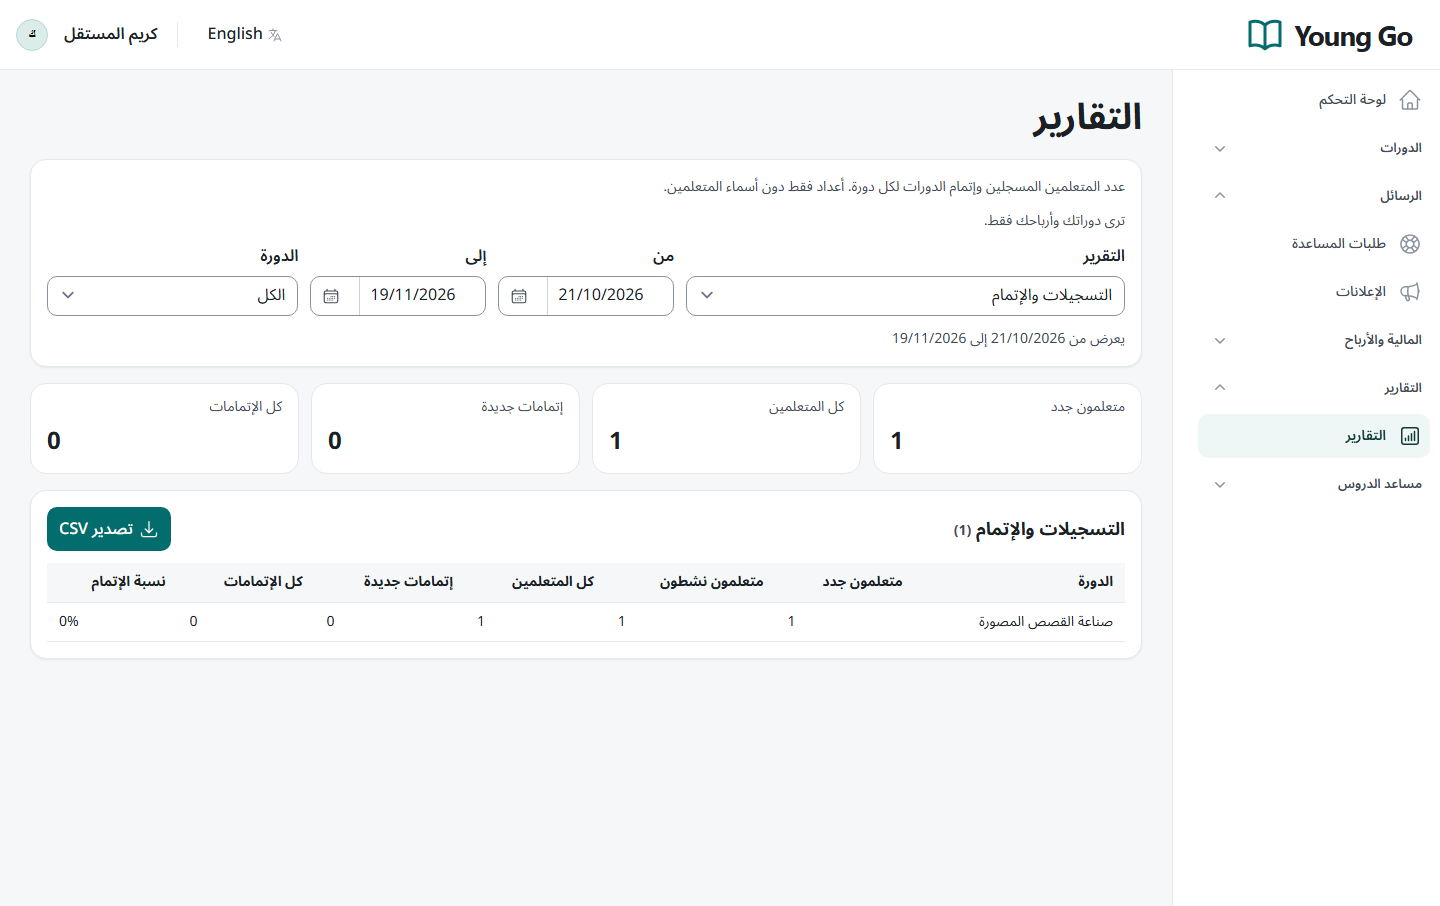 Young Go
English
كريم المستقل
ك
لوحة التحكم
الدورات
الرسائل
طلبات المساعدة
الإعلانات
المالية والأرباح
التقارير
التقارير
مساعد الدروس
التقارير
عدد المتعلمين المسجلين وإتمام الدورات لكل دورة. أعداد فقط دون أسماء المتعلمين.
ترى دوراتك وأرباحك فقط.
التقرير من إلى الدورة
التسجيلات والإتمام 21/10/2026 19/11/2026 الكل
يعرض من 21/10/2026 إلى 19/11/2026
متعلمون جدد كل المتعلمين إتمامات جديدة كل الإتمامات
1 1 0 0
التسجيلات والإتمام (1)
تصدير CSV
الدورة متعلمون جدد متعلمون نشطون كل المتعلمين إتمامات جديدة كل الإتمامات نسبة الإتمام
صناعة القصص المصورة 1 1 1 0 0 0%